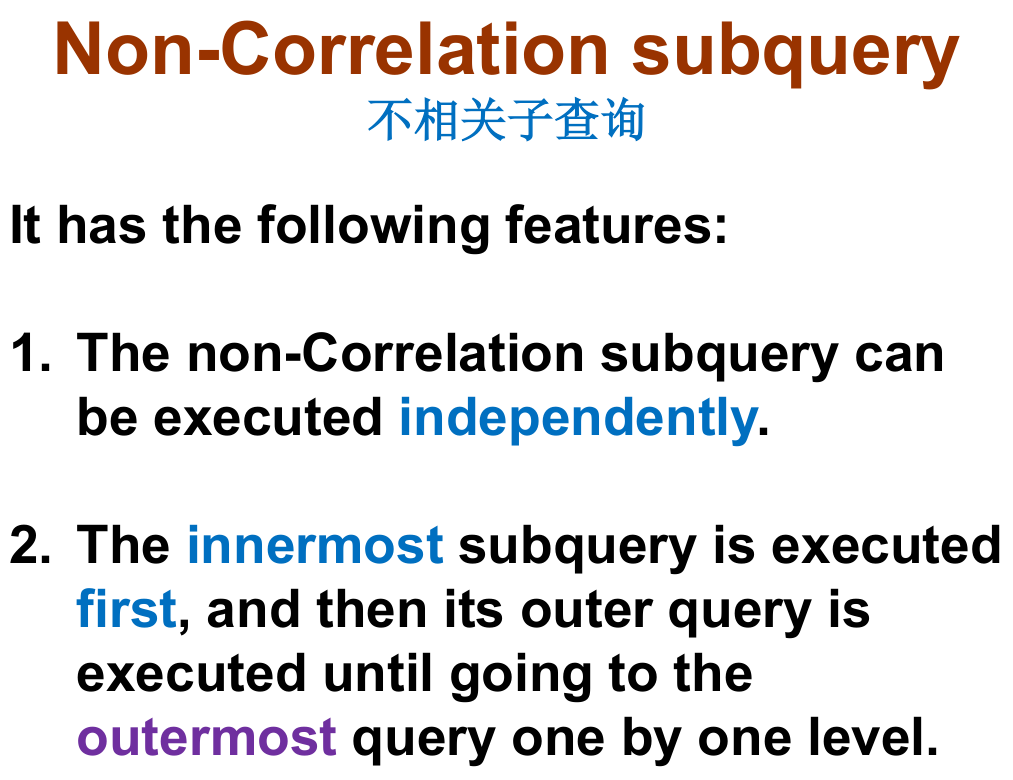 Non-Correlation subquery
不相关子查询
It has the following features:
1. The non-Correlation subquery can
be executed independently.
2. The innermost subquery is executed
first, and then its outer query is
executed until going to the
outermost query one by one level.